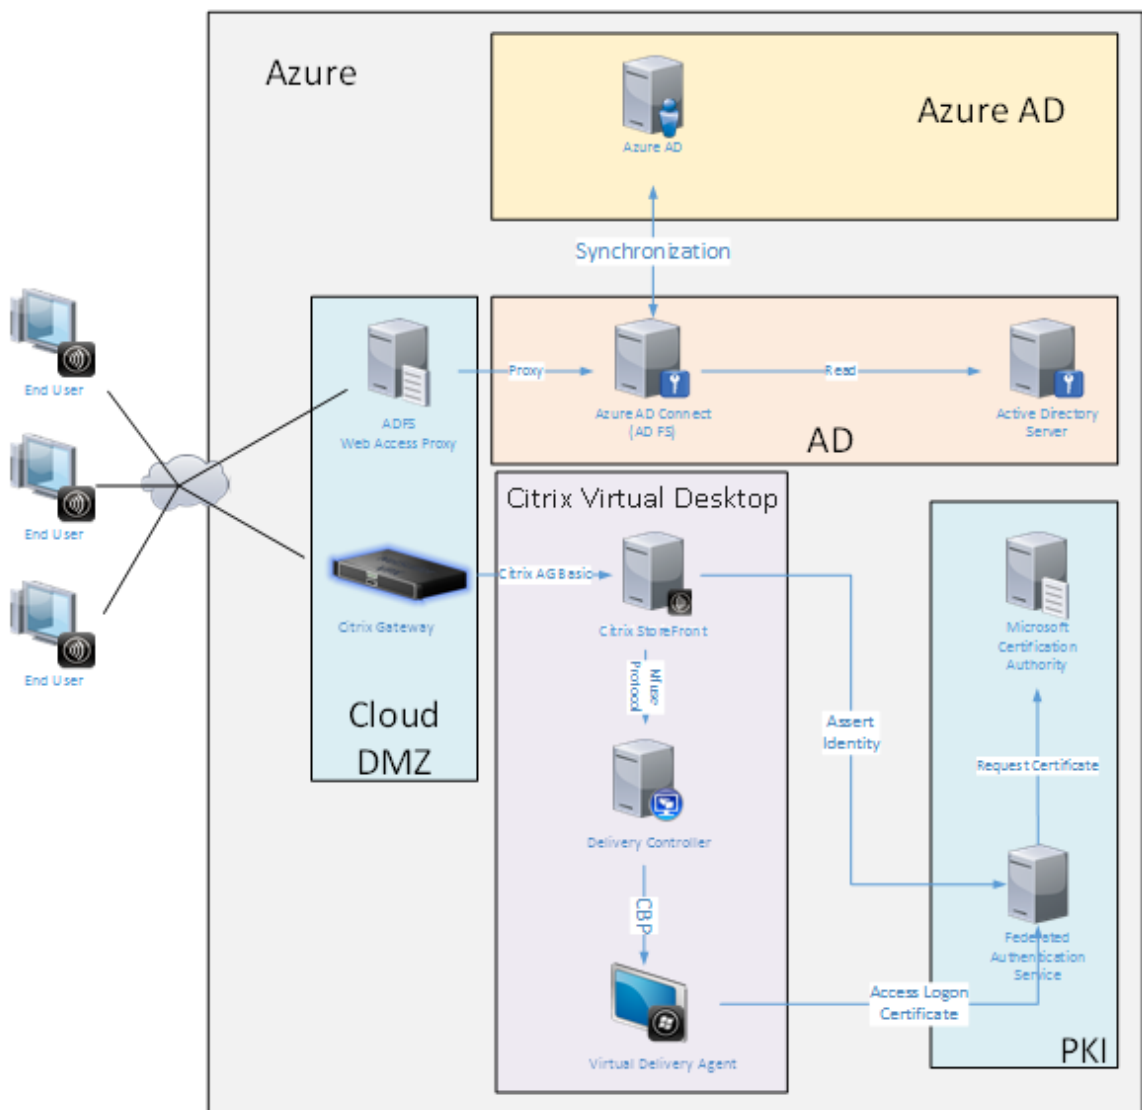 Azure
Azure AD
Azure AD
Synchronization
End User
ADFS
Web Access Proxy
Proxy
Azure AD Connect
(AD FS)
Read
Active Directory
Server
AD
End User
Citrix Virtual Desktop
Citrix Gateway
Citrix AG Basic
Citrix StoreFront
Microsoft
Certification
Authority
End User
Nfuse
Protocol
Cloud
DMZ
Assert
Identity
Request Certificate
Delivery Controller
CBP
Federated
Authentication
Service
Access Logon
Certificate
Virtual Delivery Agent
PKI